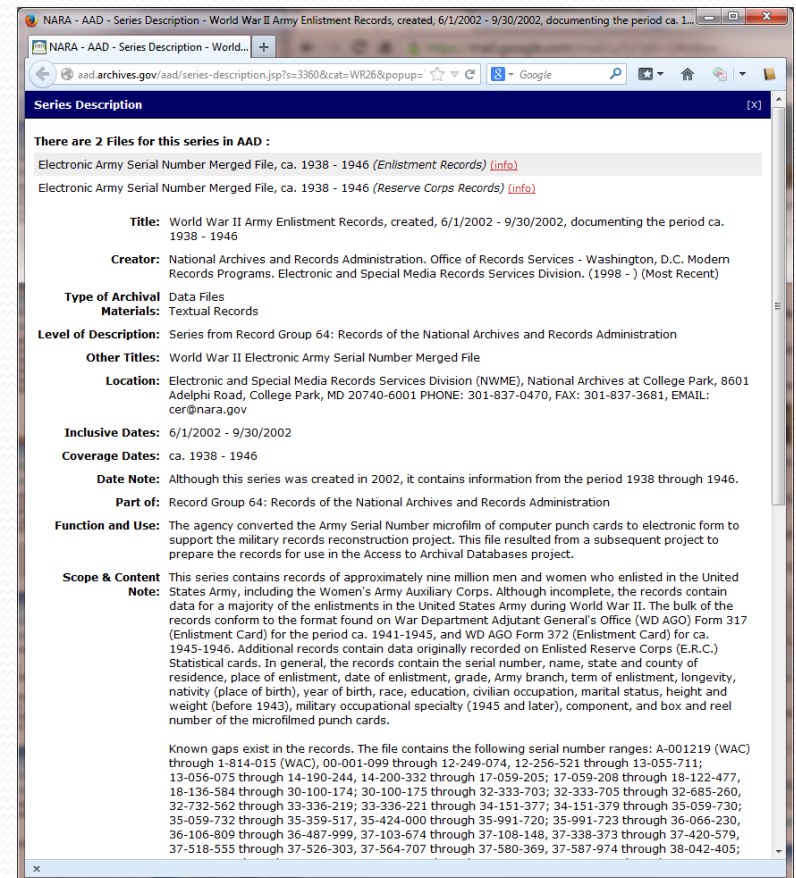 NARA - AAD - Series Description - World War II Army Enlistment Records, created, 6/1/2002 - 9/30/2002, documenting the period ca. 1...
NARA - AAD - Series Description - World...
aad.archives.gov/aad/series-description.jsp?s=3360&cat=WR26&popup=
Google
Series Description [X]
There are 2 Files for this series in AAD :
Electronic Army Serial Number Merged File, ca. 1938 - 1946 (Enlistment Records) (info)
Electronic Army Serial Number Merged File, ca. 1938 - 1946 (Reserve Corps Records) (info)
Title: World War II Army Enlistment Records, created, 6/1/2002 - 9/30/2002, documenting the period ca.
1938 - 1946
Creator: National Archives and Records Administration. Office of Records Services - Washington, D.C. Modern
Records Programs. Electronic and Special Media Records Services Division. (1998 - ) (Most Recent)
Type of Archival Data Files
Materials: Textual Records
Level of Description: Series from Record Group 64: Records of the National Archives and Records Administration
Other Titles: World War II Electronic Army Serial Number Merged File
Location: Electronic and Special Media Records Services Division (NWME), National Archives at College Park, 8601
Adelphi Road, College Park, MD 20740-6001 PHONE: 301-837-0470, FAX: 301-837-3681, EMAIL:
cer@nara.gov
Inclusive Dates: 6/1/2002 - 9/30/2002
Coverage Dates: ca. 1938 - 1946
Date Note: Although this series was created in 2002, it contains information from the period 1938 through 1946.
Part of: Record Group 64: Records of the National Archives and Records Administration
Function and Use: The agency converted the Army Serial Number microfilm of computer punch cards to electronic form to
support the military records reconstruction project. This file resulted from a subsequent project to
prepare the records for use in the Access to Archival Databases project.
Scope & Content This series contains records of approximately nine million men and women who enlisted in the United
Note: States Army, including the Women's Army Auxiliary Corps. Although incomplete, the records contain
data for a majority of the enlistments in the United States Army during World War II. The bulk of the
records conform to the format found on War Department Adjutant General's Office (WD AGO) Form 317
(Enlistment Card) for the period ca. 1941-1945, and WD AGO Form 372 (Enlistment Card) for ca.
1945-1946. Additional records contain data originally recorded on Enlisted Reserve Corps (E.R.C.)
Statistical cards. In general, the records contain the serial number, name, state and county of
residence, place of enlistment, date of enlistment, grade, Army branch, term of enlistment, longevity,
nativity (place of birth), year of birth, race, education, civilian occupation, marital status, height and
weight (before 1943), military occupational specialty (1945 and later), component, and box and reel
number of the microfilmed punch cards.
Known gaps exist in the records. The file contains the following serial number ranges: A-001219 (WAC)
through 1-814-015 (WAC), 00-001-099 through 12-249-074, 12-256-521 through 13-055-711;
13-056-075 through 14-190-244, 14-200-332 through 17-059-205; 17-059-208 through 18-122-477,
18-136-584 through 30-100-174; 30-100-175 through 32-333-703; 32-333-705 through 32-685-260,
32-732-562 through 33-336-219; 33-336-221 through 34-151-377; 34-151-379 through 35-059-730;
35-059-732 through 35-359-517, 35-424-000 through 35-991-720; 35-991-723 through 36-066-230,
36-106-809 through 36-487-999, 37-103-674 through 37-108-148, 37-338-373 through 37-420-579,
37-518-555 through 37-526-303, 37-564-707 through 37-580-369, 37-587-974 through 38-042-405;